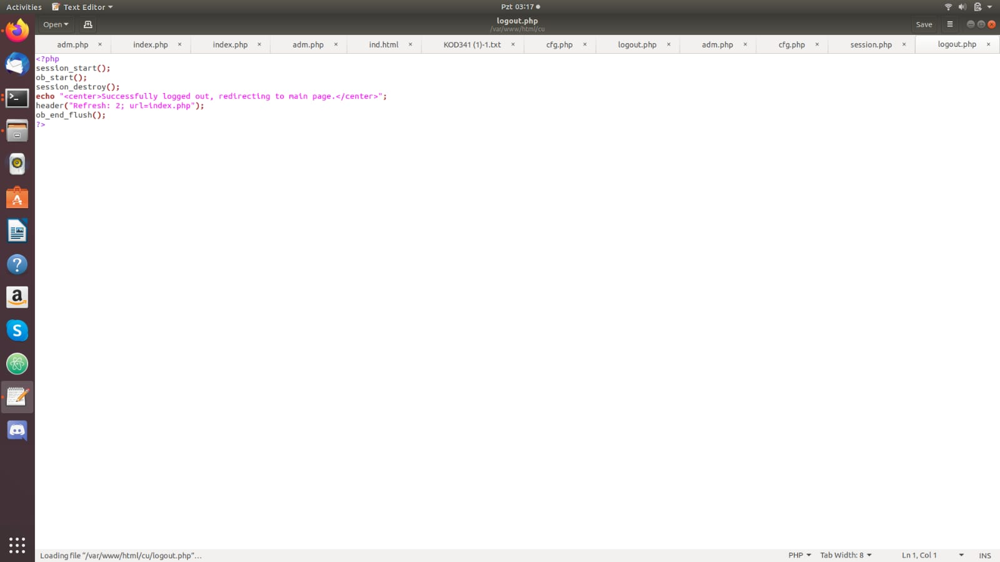 Activities Text Editor Pzt 03:17
Open logout.php Save
/var/www/html/cu
adm.php × index.php × index.php × adm.php × ind.html × KOD341 (1)-1.txt × cfg.php × logout.php × adm.php × cfg.php × session.php × logout.php ×
<?php
session_start();
ob_start();
session_destroy();
echo "<center>Successfully logged out, redirecting to main page.</center>";
header("Refresh: 2; url=index.php");
ob_end_flush();
?>
Loading file "/var/www/html/cu/logout.php"… PHP Tab Width: 8 Ln 1, Col 1 INS